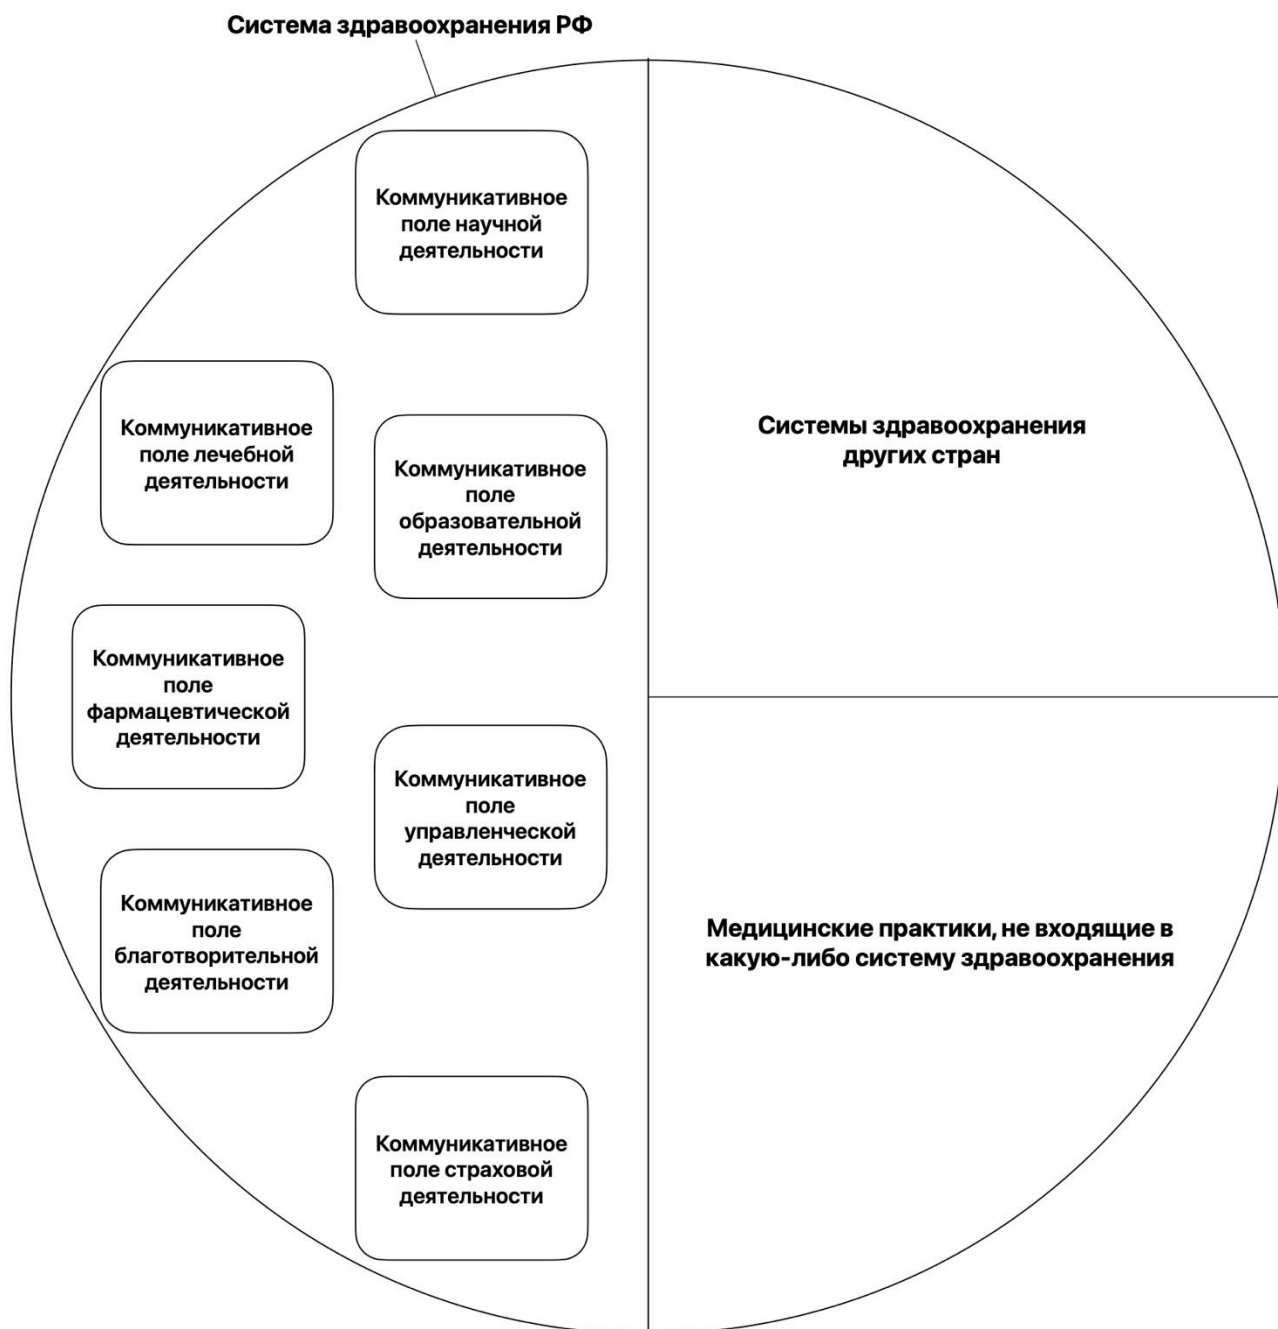 Система здравоохранения РФ
Коммуникативное
поле научной
деятельности
Коммуникативное
поле лечебной
деятельности
Коммуникативное
поле
образовательной
деятельности
Коммуникативное
поле
фармацевтической
деятельности
Коммуникативное
поле
управленческой
деятельности
Коммуникативное
поле
благотворительной
деятельности
Коммуникативное
поле страховой
деятельности
Системы здравоохранения
других стран
Медицинские практики, не входящие в
какую-либо систему здравоохранения